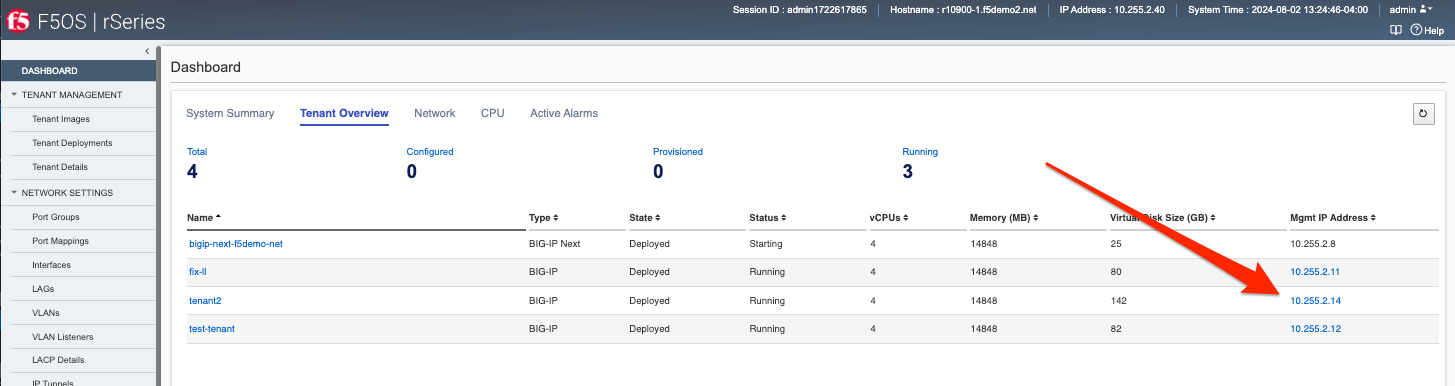 Session ID : admin1722617865 Hostname : r10900-1.f5demo2.net IP Address : 10.255.2.40 System Time : 2024-08-02 13:24:46-04:00 admin
f5 F5OS | rSeries
Help
DASHBOARD
TENANT MANAGEMENT
Tenant Images
Tenant Deployments
Tenant Details
NETWORK SETTINGS
Port Groups
Port Mappings
Interfaces
LAGs
VLANs
VLAN Listeners
LACP Details
IP Tunnels
Dashboard
System Summary Tenant Overview Network CPU Active Alarms
Total Configured Provisioned Running
4 0 0 3
Name Type State Status vCPUs Memory (MB) Virtual Disk Size (GB) Mgmt IP Address
bigip-next-f5demo-net BIG-IP Next Deployed Starting 4 14848 25 10.255.2.8
fix-ll BIG-IP Deployed Running 4 14848 80 10.255.2.11
tenant2 BIG-IP Deployed Running 4 14848 142 10.255.2.14
test-tenant BIG-IP Deployed Running 4 14848 82 10.255.2.12